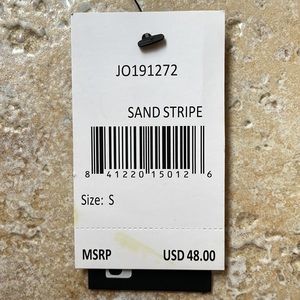 JO191272
SAND STRIPE
8 41220 15012 6
Size: S
MSRP USD 48.00